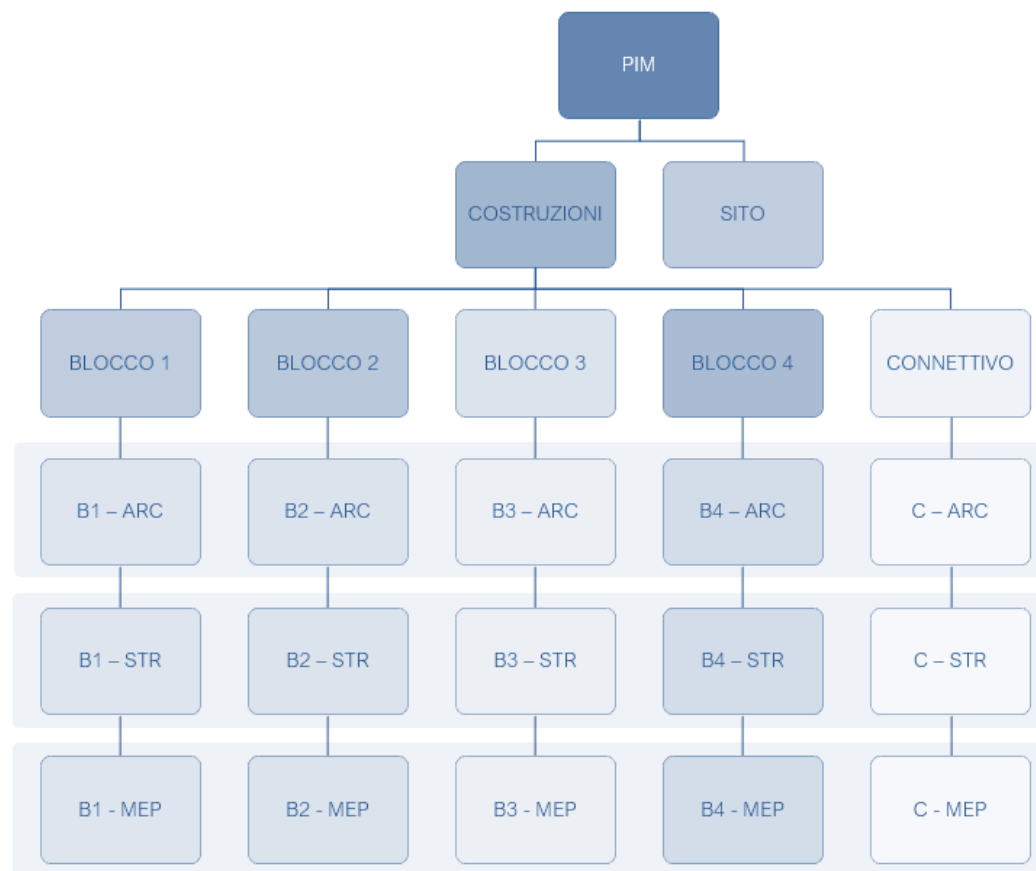 PIM
COSTRUZIONI
SITO
BLOCCO 1
BLOCCO 2
BLOCCO 3
BLOCCO 4
CONNETTIVO
B1 – ARC
B2 – ARC
B3 – ARC
B4 – ARC
C – ARC
B1 – STR
B2 – STR
B3 – STR
B4 – STR
C – STR
B1 - MEP
B2 - MEP
B3 - MEP
B4 - MEP
C - MEP